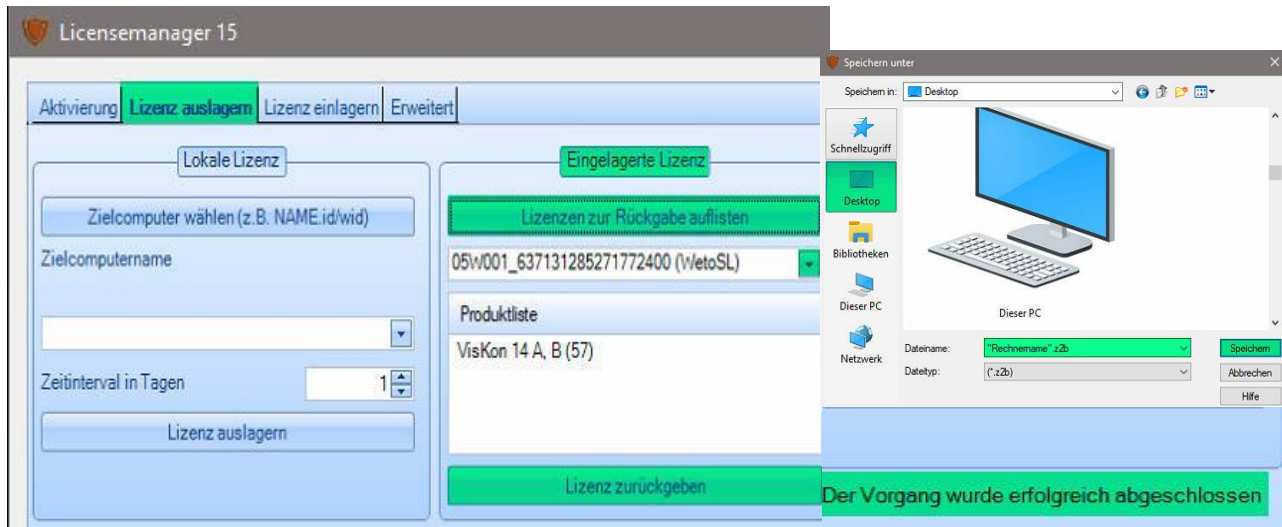 Licensemanager 15
Aktivierung Lizenz auslagern Lizenz einlagern Erweitert
Lokale Lizenz
Zielcomputer wählen (z.B. NAME.id/wid)
Zielcomputername
Zeitinterval in Tagen 1
Lizenz auslagern
Eingelagerte Lizenz
Lizenzen zur Rückgabe auflisten
05W001_637131285271772400 (WetoSL)
Produktliste
VisKon 14 A, B (57)
Lizenz zurückgeben
Speichern unter
Speichern in: Desktop
Schnellzugriff
Desktop
Bibliotheken
Dieser PC
Netzwerk
Dieser PC
Dateiname: "Rechnername".z2b Speichern
Dateityp: (*.z2b) Abbrechen
Hilfe
Der Vorgang wurde erfolgreich abgeschlossen